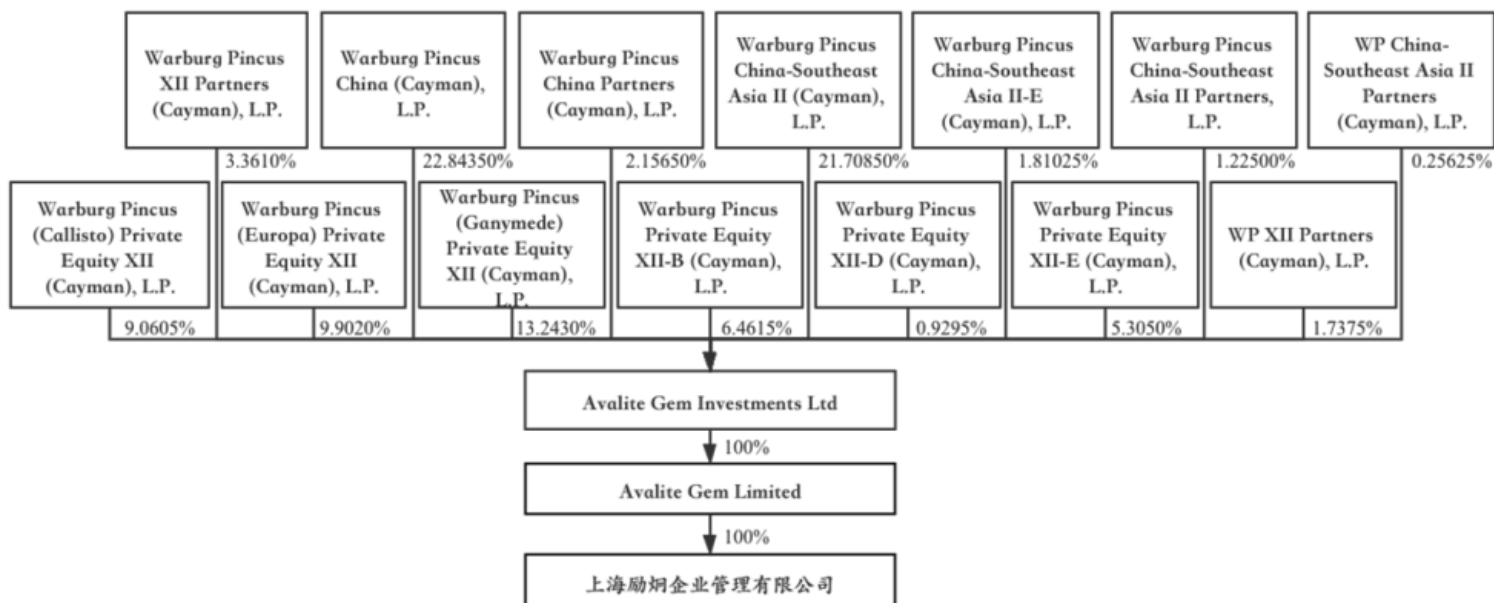 Warburg Pincus
XII Partners
(Cayman), L.P.
Warburg Pincus
China (Cayman),
L.P.
Warburg Pincus
China Partners
(Cayman), L.P.
Warburg Pincus
China-Southeast
Asia II (Cayman),
L.P.
Warburg Pincus
China-Southeast
Asia II-E
(Cayman), L.P.
Warburg Pincus
China-Southeast
Asia II Partners,
L.P.
WP China-
Southeast Asia II
Partners
(Cayman), L.P.
3.3610%
22.84350%
2.15650%
21.70850%
1.81025%
1.22500%
0.25625%
Warburg Pincus
(Callisto) Private
Equity XII
(Cayman), L.P.
Warburg Pincus
(Europa) Private
Equity XII
(Cayman), L.P.
Warburg Pincus
(Ganymede)
Private Equity
XII (Cayman),
L.P.
Warburg Pincus
Private Equity
XII-B (Cayman),
L.P.
Warburg Pincus
Private Equity
XII-D (Cayman),
L.P.
Warburg Pincus
Private Equity
XII-E (Cayman),
L.P.
WP XII Partners
(Cayman), L.P.
9.0605%
9.9020%
13.2430%
6.4615%
0.9295%
5.3050%
1.7375%
Avalite Gem Investments Ltd
100%
Avalite Gem Limited
100%
上海励炯企业管理有限公司